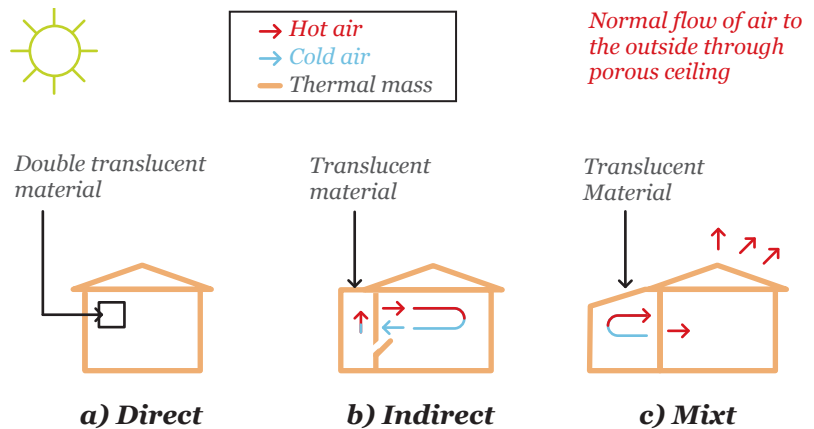 Hot air
Cold air
Thermal mass
Normal flow of air to
the outside through
porous ceiling
Double translucent
material
Translucent
material
Translucent
Material
a) Direct
b) Indirect
c) Mixt